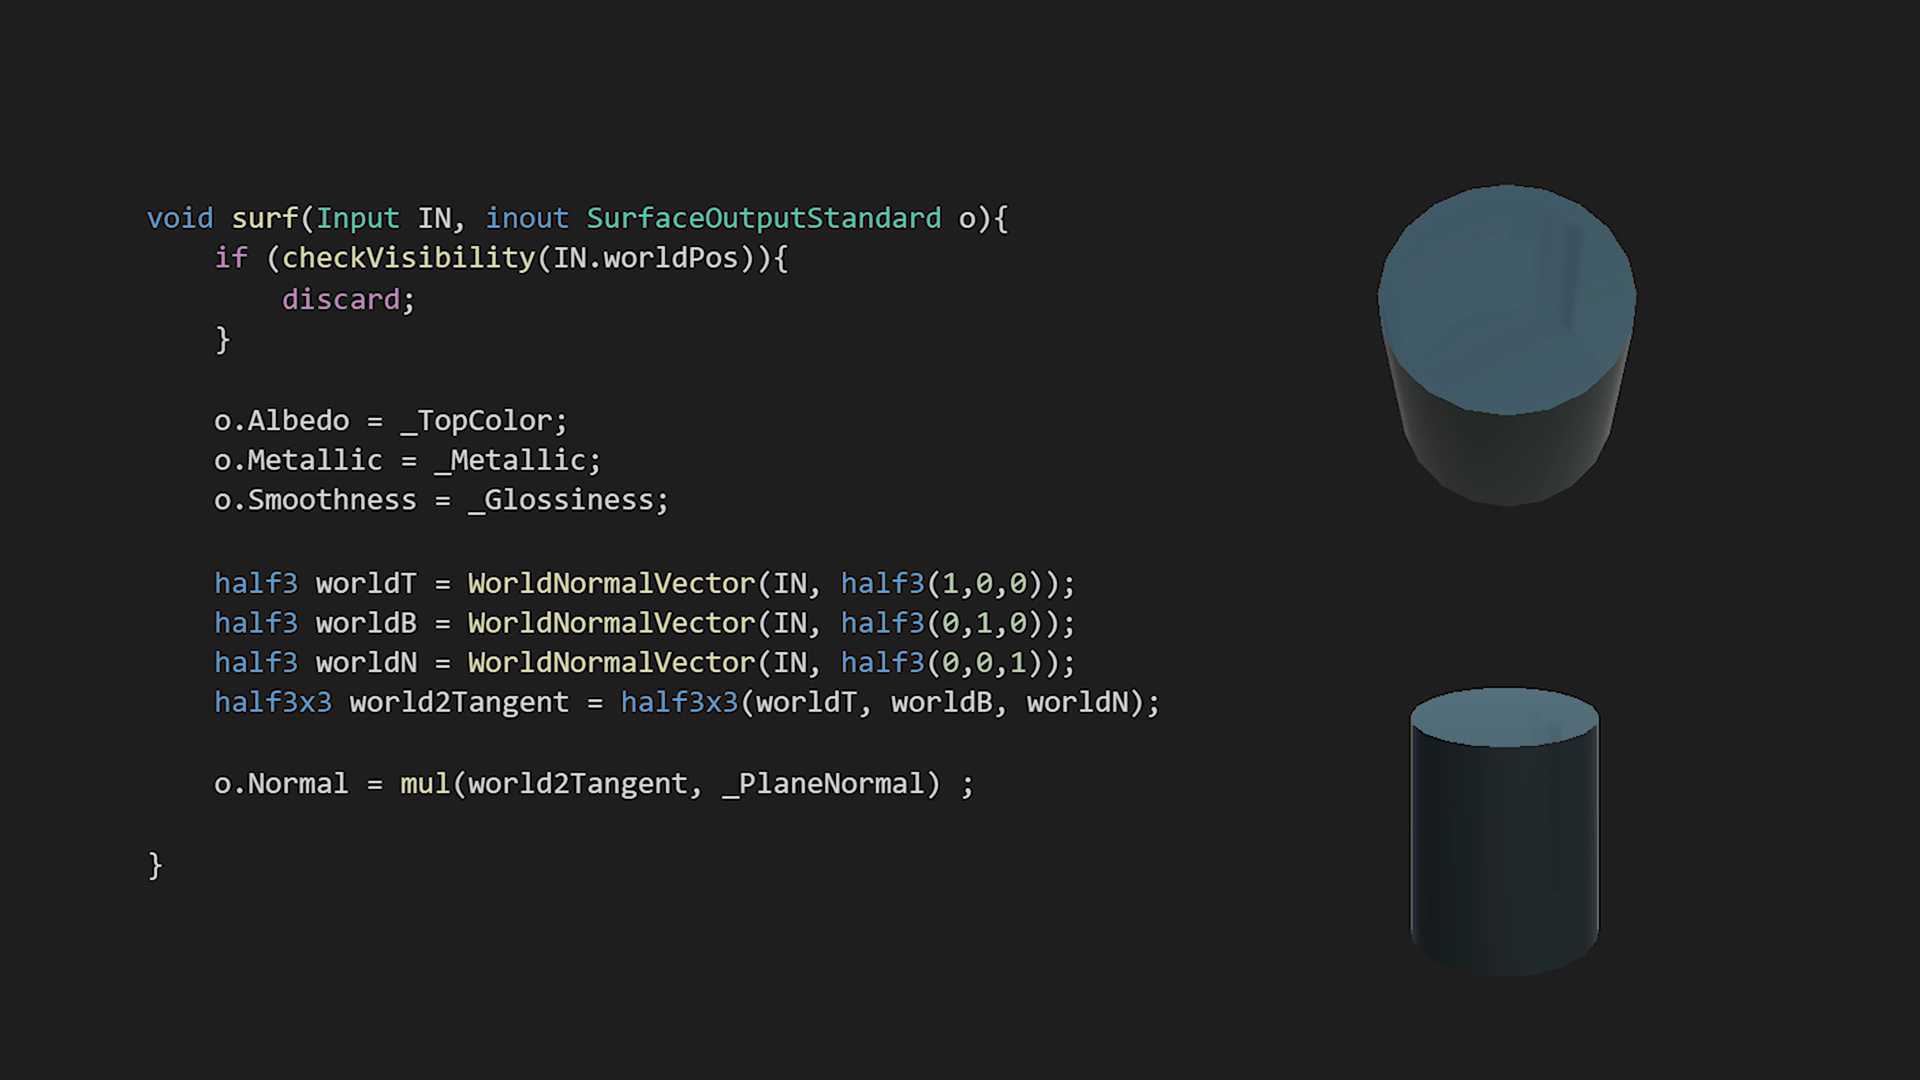 void surf(Input IN, inout SurfaceOutputStandard o){
    if (checkVisibility(IN.worldPos)){
        discard;
    }
    o.Albedo = _TopColor;
    o.Metallic = _Metallic;
    o.Smoothness = _Glossiness;
    half3 worldT = WorldNormalVector(IN, half3(1,0,0));
    half3 worldB = WorldNormalVector(IN, half3(0,1,0));
    half3 worldN = WorldNormalVector(IN, half3(0,0,1));
    half3x3 world2Tangent = half3x3(worldT, worldB, worldN);
    o.Normal = mul(world2Tangent, _PlaneNormal) ;
}